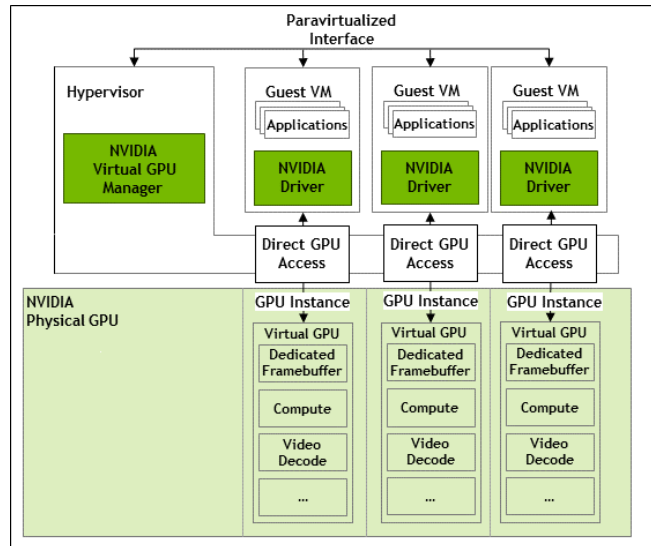 Paravirtualized
Interface
Hypervisor
NVIDIA
Virtual GPU
Manager
Guest VM
Applications
NVIDIA
Driver
Guest VM
Applications
NVIDIA
Driver
Guest VM
Applications
NVIDIA
Driver
Direct GPU
Access
Direct GPU
Access
Direct GPU
Access
NVIDIA
Physical GPU
GPU Instance
Virtual GPU
Dedicated
Framebuffer
Compute
Video
Decode
...
GPU Instance
Virtual GPU
Dedicated
Framebuffer
Compute
Video
Decode
...
GPU Instance
Virtual GPU
Dedicated
Framebuffer
Compute
Video
Decode
...